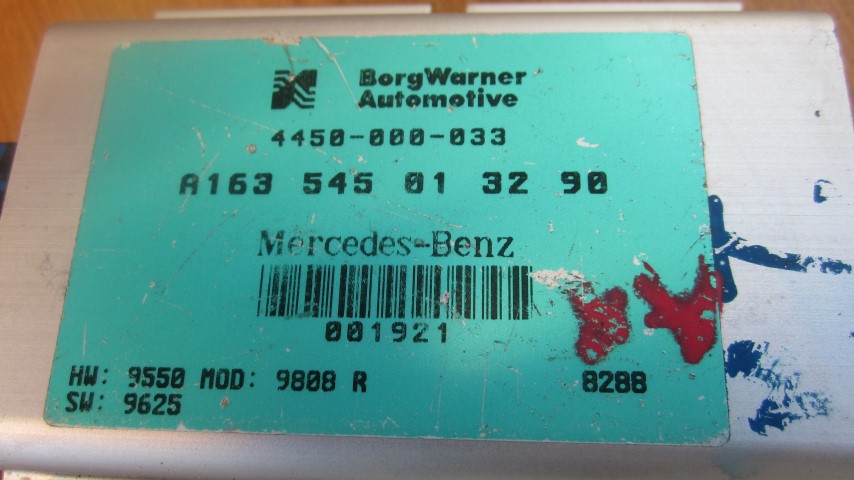 BorgWarner
Automotive
4450-000-033
A163 545 01 32 90
Mercedes-Benz
001921
HW: 9550 MOD: 9808 R 8288
SW: 9625